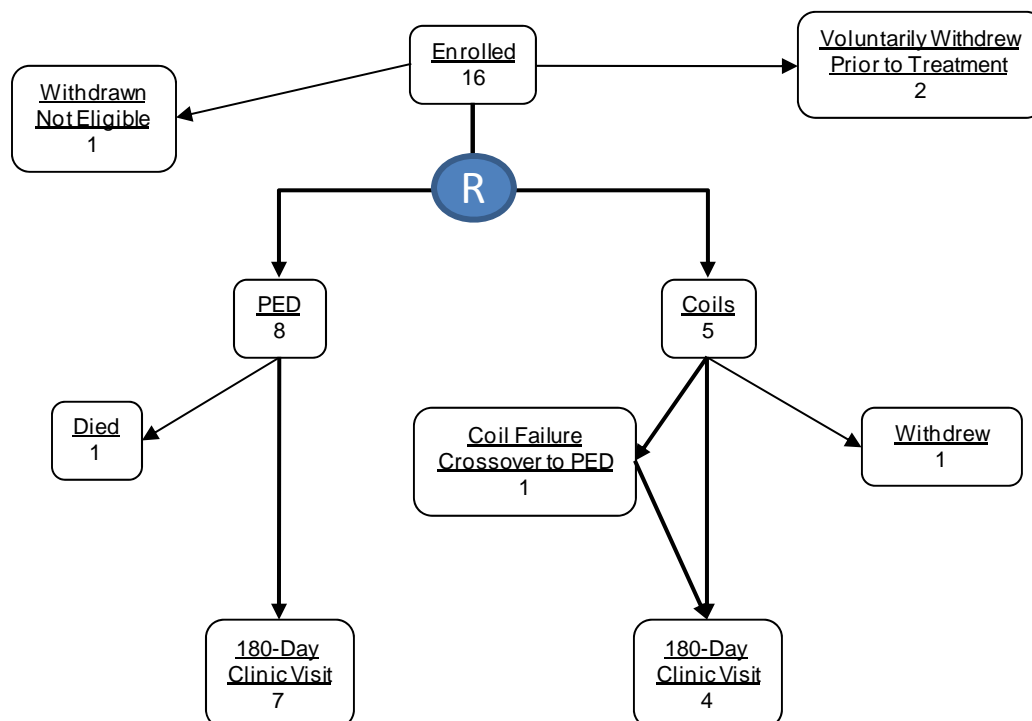 Enrolled
16
Voluntarily Withdrew
Prior to Treatment
2
Withdrawn
Not Eligible
1
R
PED
8
Coils
5
Died
1
Coil Failure
Crossover to PED
1
Withdrew
1
180-Day
Clinic Visit
7
180-Day
Clinic Visit
4